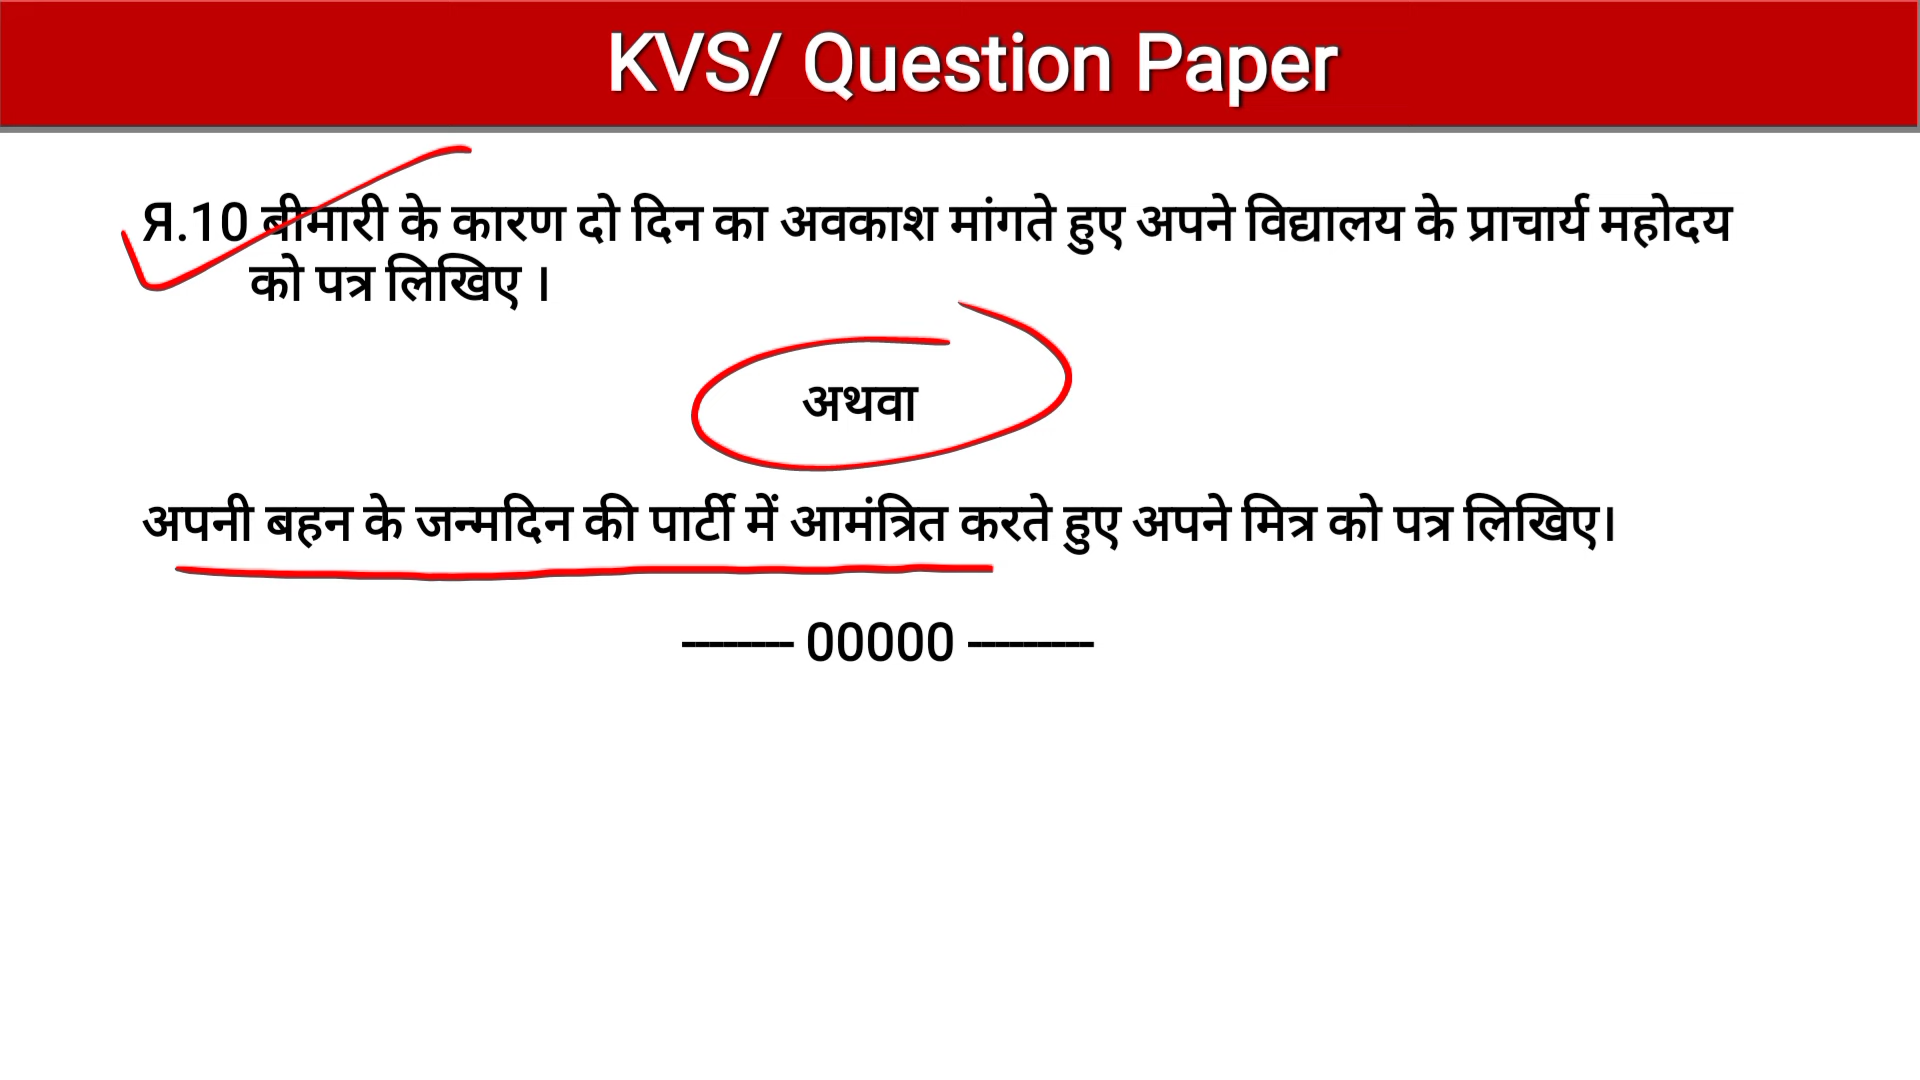 KVS/ Question Paper
प्र.10 बीमारी के कारण दो दिन का अवकाश मांगते हुए अपने विद्यालय के प्राचार्य महोदय
को पत्र लिखिए ।
अथवा
अपनी बहन के जन्मदिन की पार्टी में आमंत्रित करते हुए अपने मित्र को पत्र लिखिए।
-------- 00000 ---------